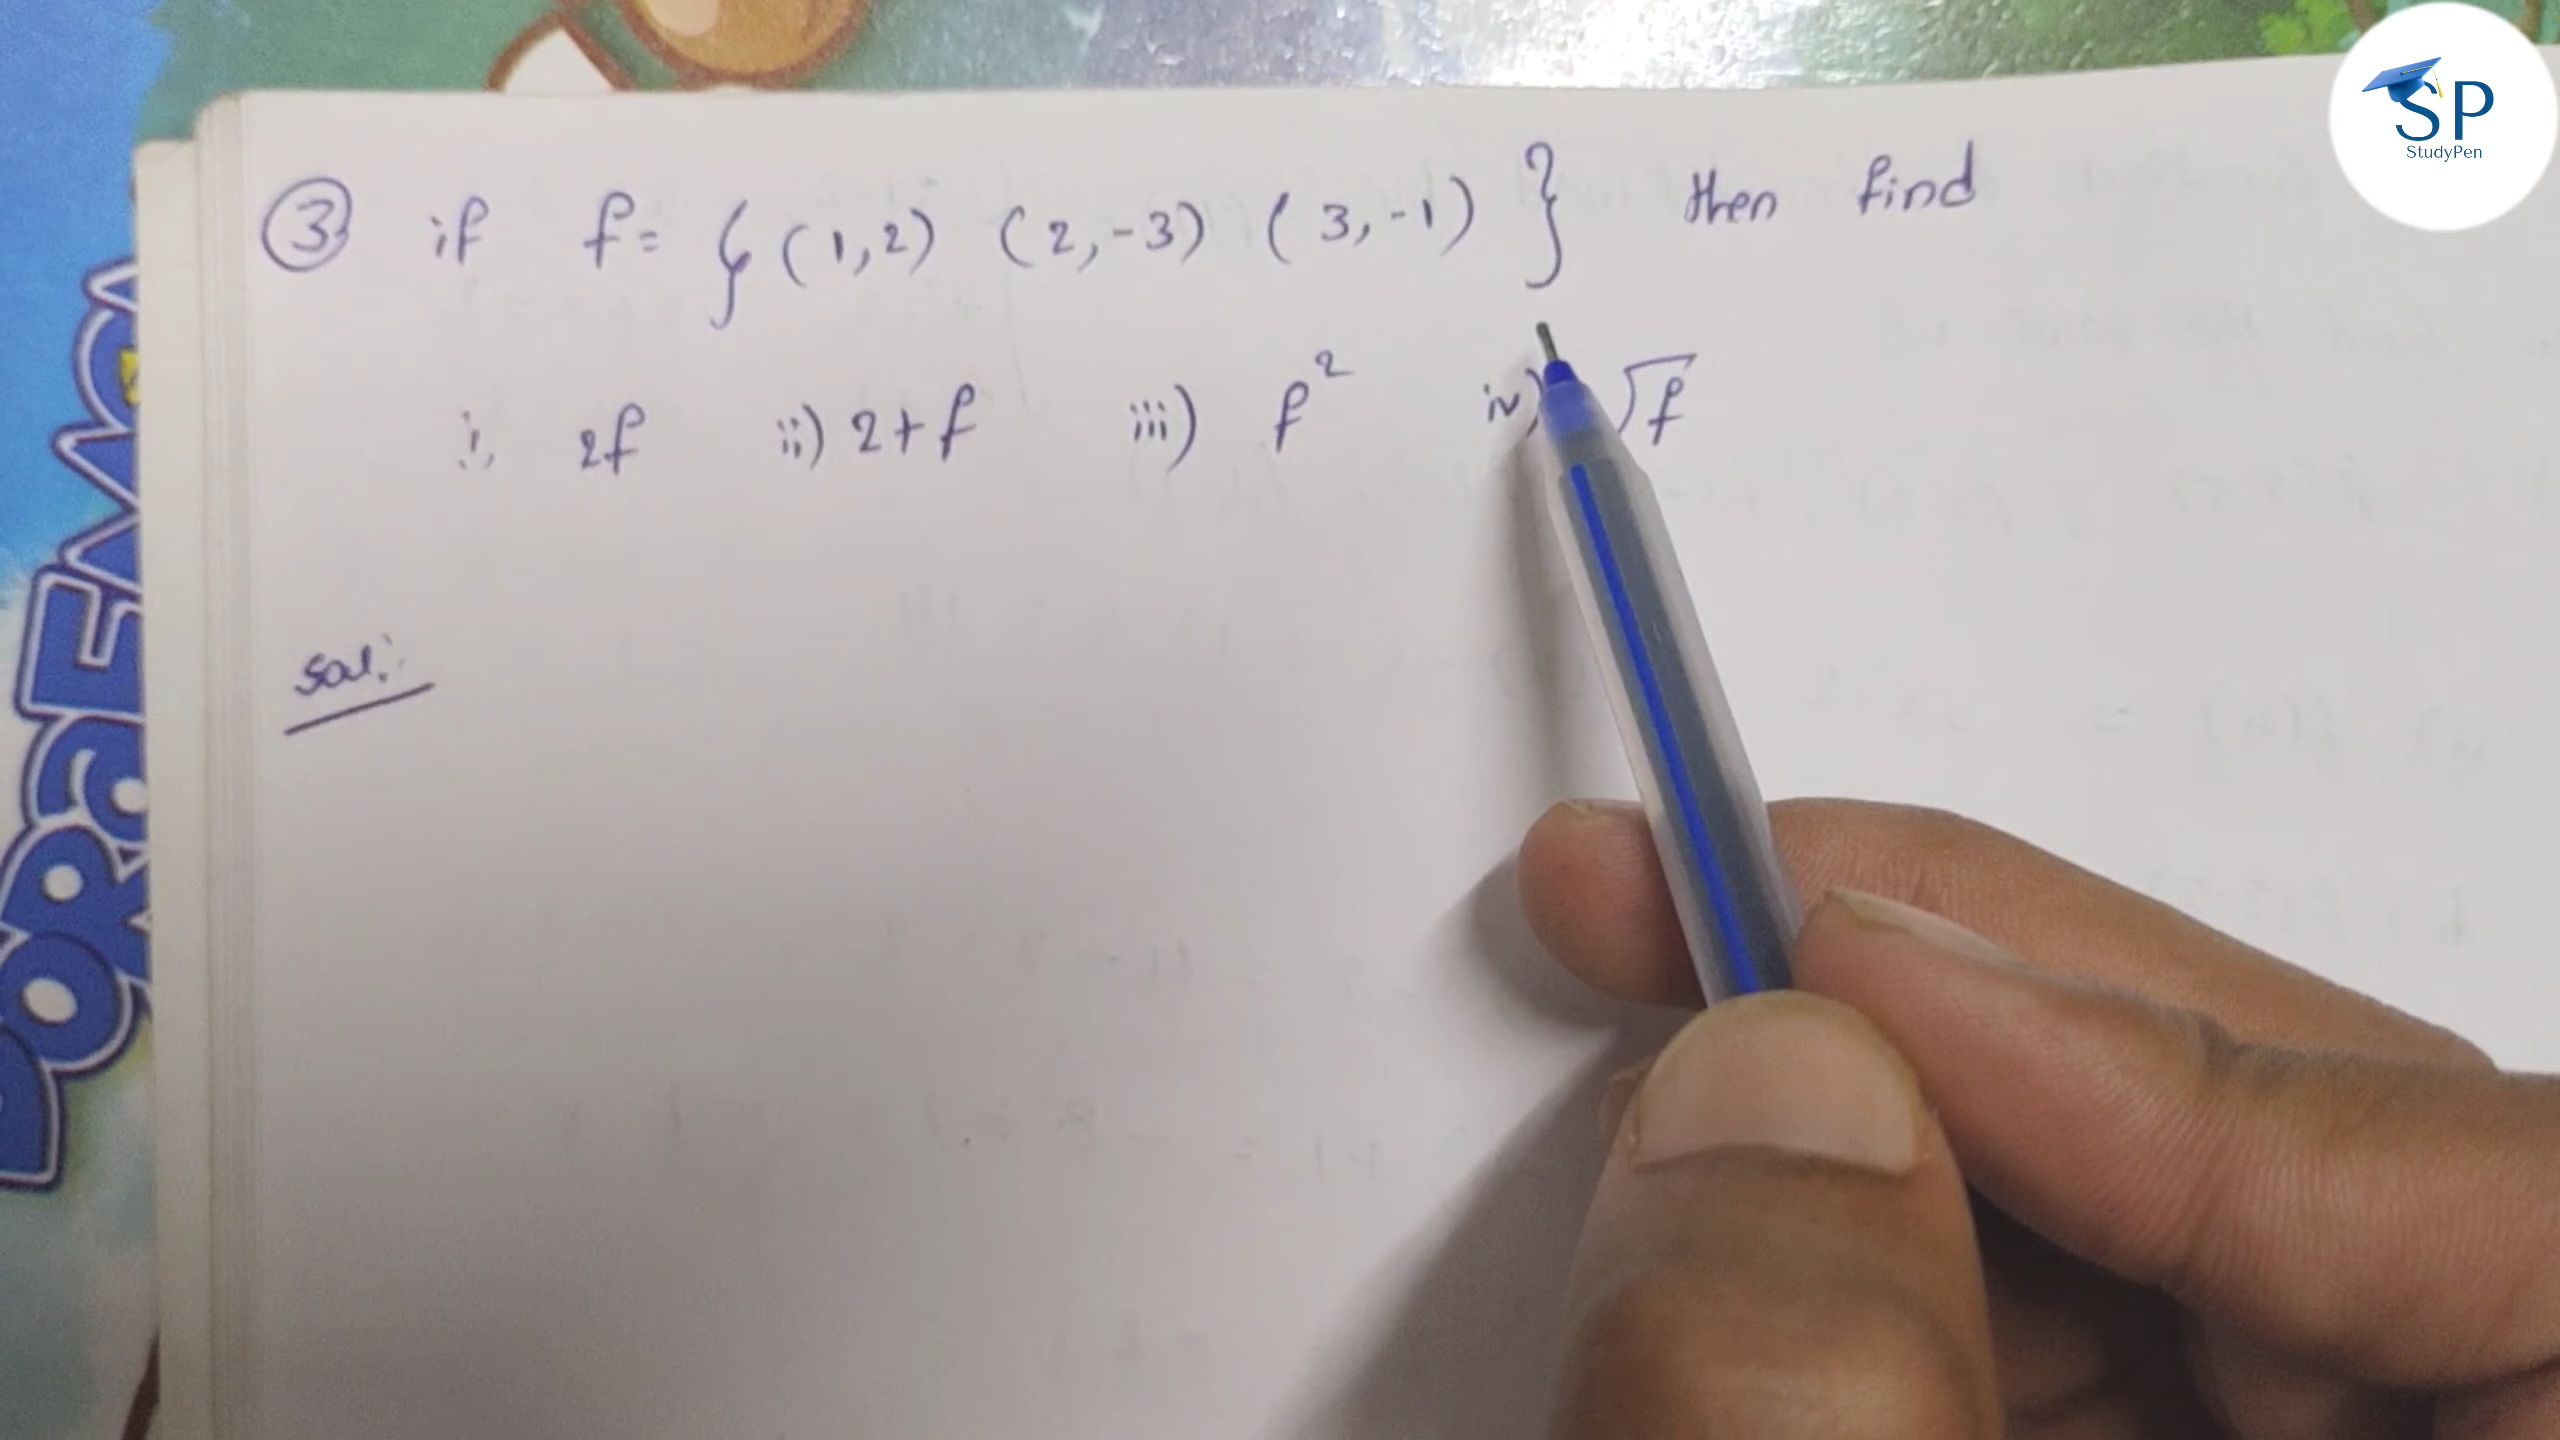 SP
StudyPen
③ if f = { (1,2) (2,-3) (3,-1) } then find
i, 2f ii) 2+f iii) f² iv) √f
Sol:
DORAEMO